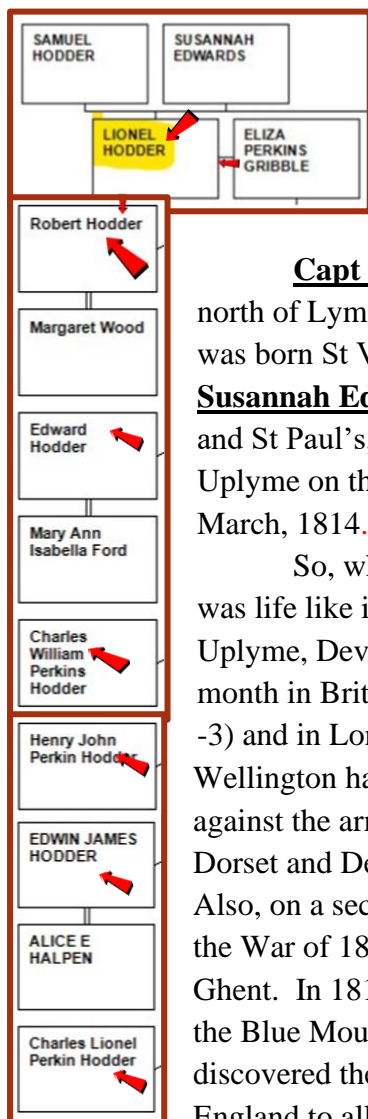 SAMUEL
HODDER
SUSANNAH
EDWARDS
LIONEL
HODDER
ELIZA
PERKINS
GRIBBLE
Robert Hodder
Margaret Wood
Edward
Hodder
Mary Ann
Isabella Ford
Charles
William
Perkins
Hodder
Henry John
Perkin Hodder
EDWIN JAMES
HODDER
ALICE E
HALPEN
Charles Lionel
Perkin Hodder
Capt
north of Lym
was born St V
Susannah Ed
and St Paul's,
Uplyme on th
March, 1814.
So, wh
was life like i
Uplyme, Dev
month in Brit
-3) and in Lon
Wellington ha
against the arr
Dorset and De
Also, on a sec
the War of 18
Ghent. In 181
the Blue Mou
discovered the
England to all